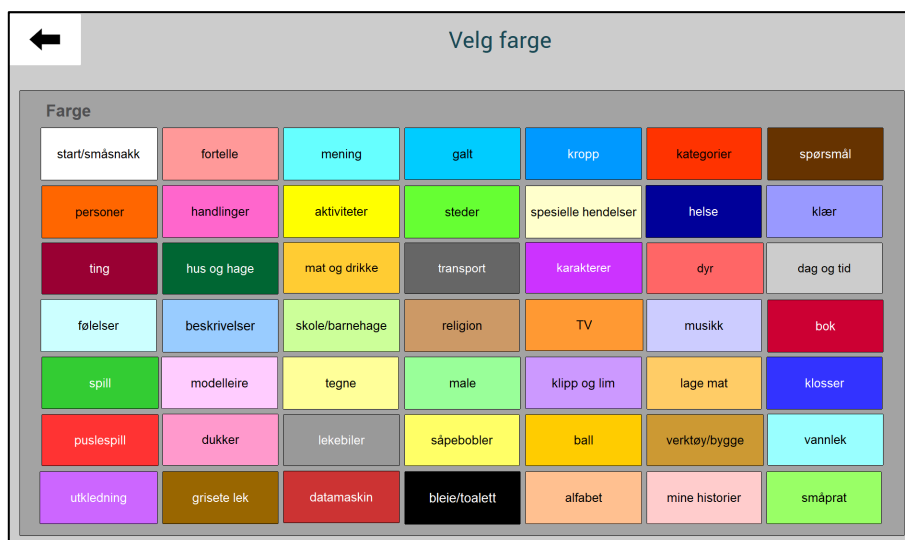 Velg farge
Farge
start/småsnakk fortelle mening galt kropp kategorier spørsmål
personer handlinger aktiviteter steder spesielle hendelser helse klær
ting hus og hage mat og drikke transport karakterer dyr dag og tid
følelser beskrivelser skole/barnehage religion TV musikk bok
spill modelleire tegne male klipp og lim lage mat klosser
puslespill dukker lekebiler såpebobler ball verktøy/bygge vannlek
utkledning grisete lek datamaskin bleie/toalett alfabet mine historier småprat